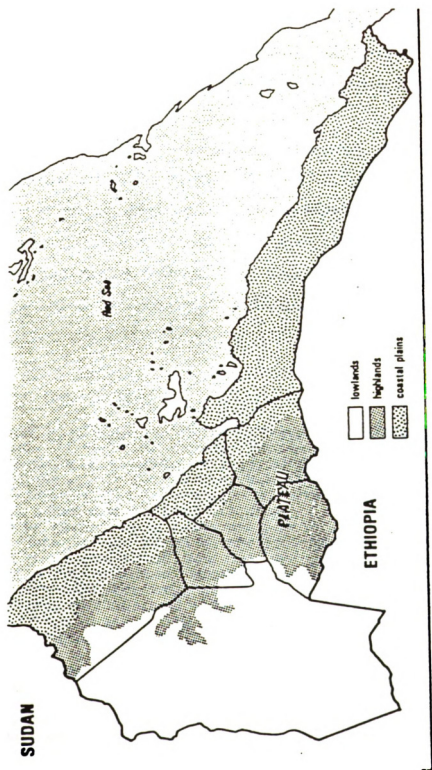 SUDAN
Red Sea
PLATEAU
ETHIOPIA
lowlands
highlands
coastal plains